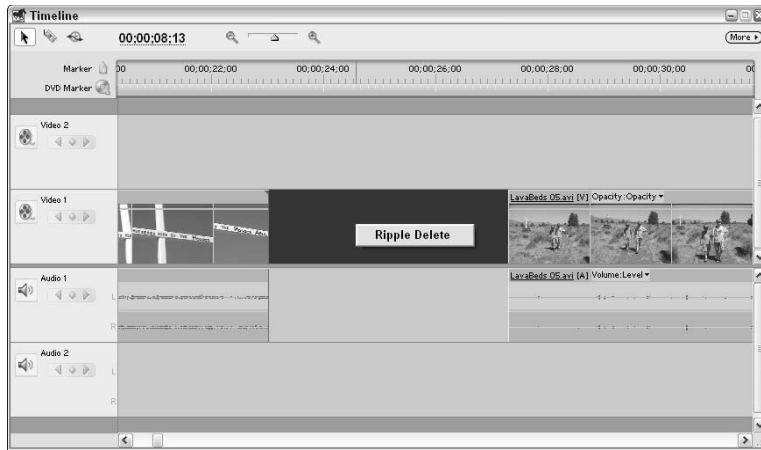 Timeline
00;00;08;13
More
Marker
DVD Marker
00 00;00;22;00 00;00;24;00 00;00;26;00 00;00;28;00 00;00;30;00 00
Video 2
Video 1
LavaBeds 05.avi [V] Opacity:Opacity
Ripple Delete
Audio 1
LavaBeds 05.avi [A] Volume:Level
L
R
Audio 2
L
R